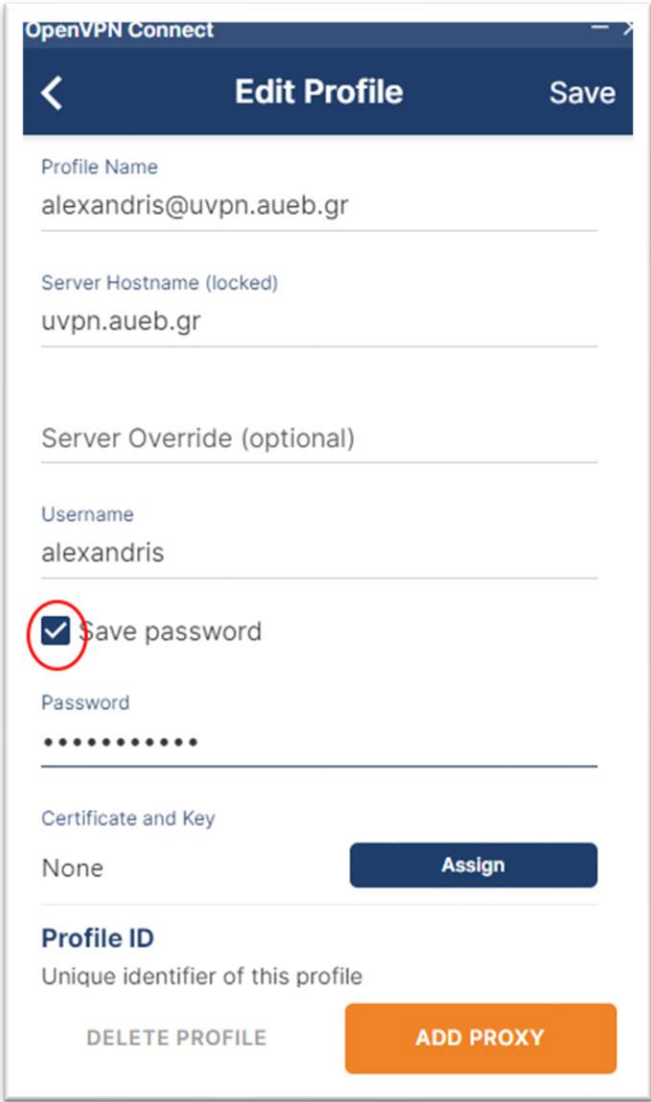 OpenVPN Connect
Edit Profile Save
Profile Name
alexandris@uvpn.aueb.gr
Server Hostname (locked)
uvpn.aueb.gr
Server Override (optional)
Username
alexandris
Save password
Password
•••••••••••
Certificate and Key
None Assign
Profile ID
Unique identifier of this profile
DELETE PROFILE ADD PROXY